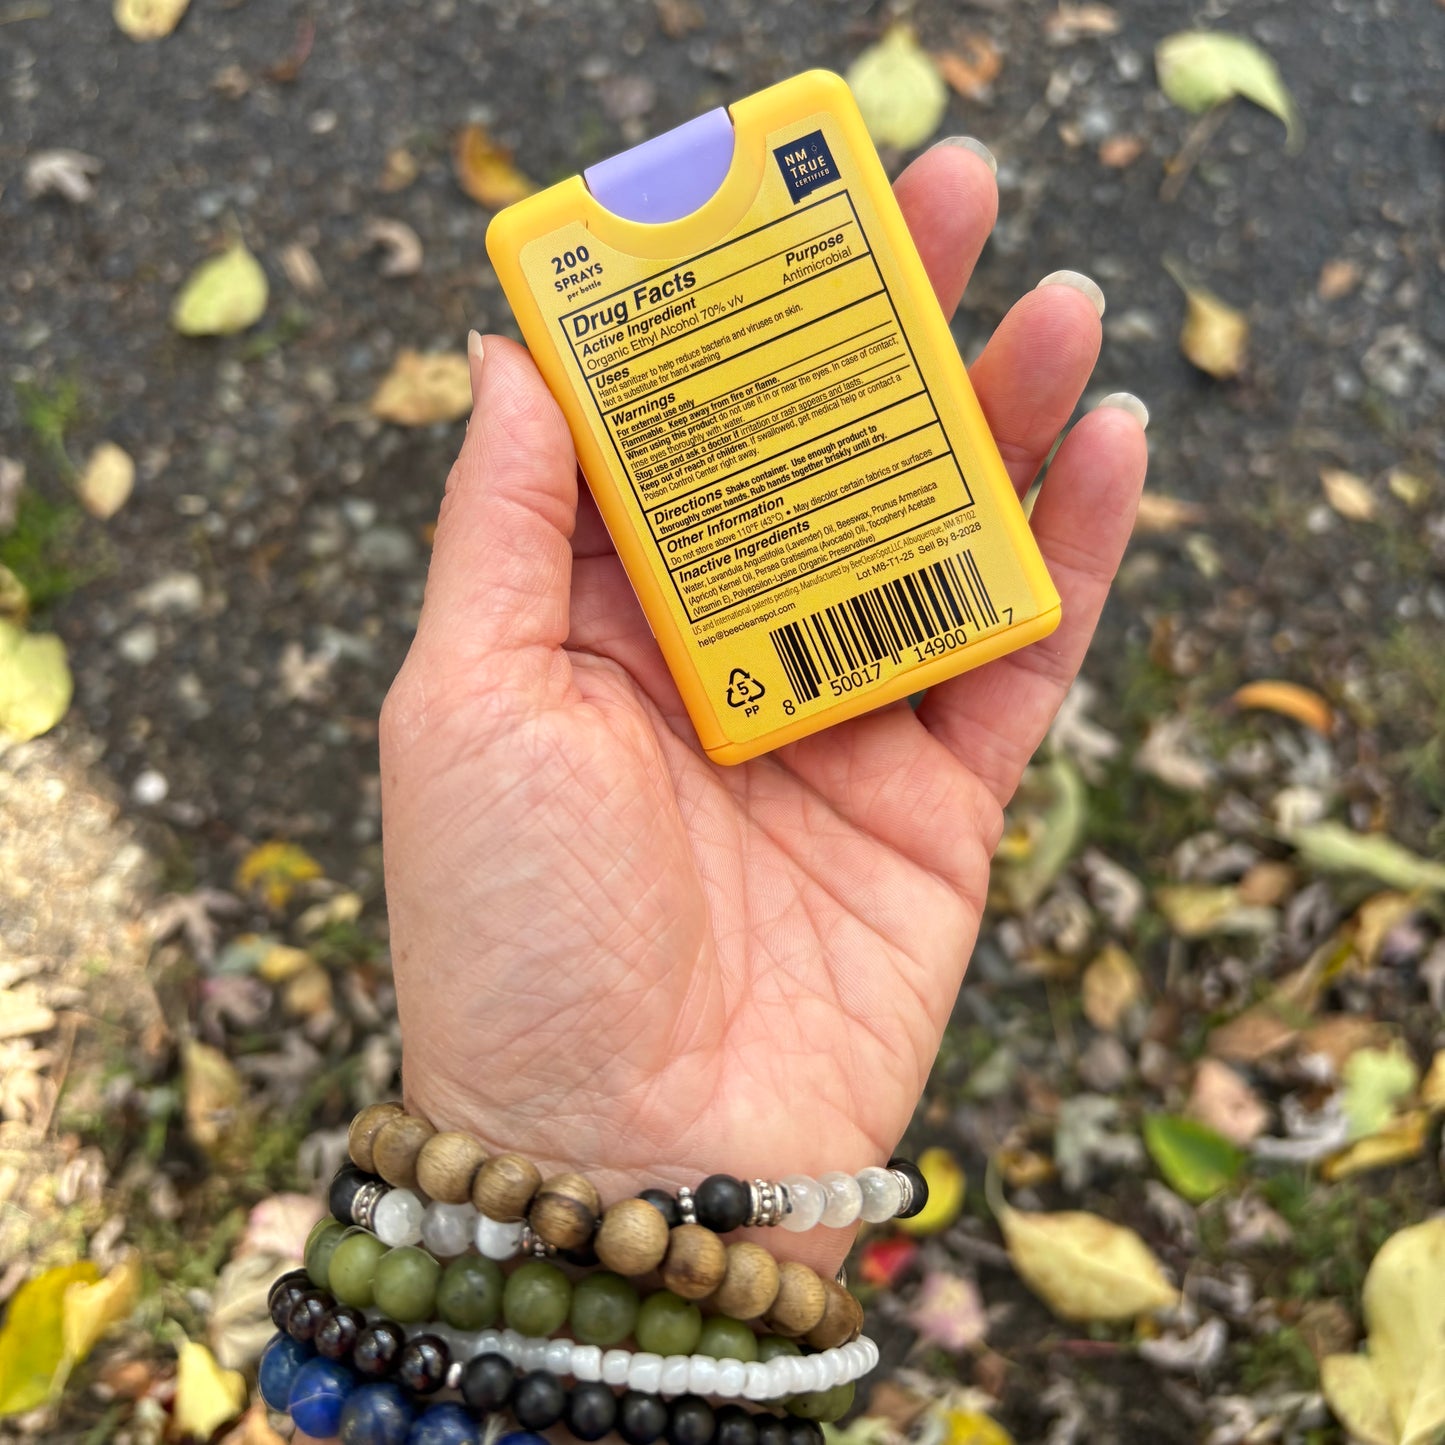 NM
TRUE
CERTIFIED
200
SPRAYS
per bottle
Drug Facts
Active Ingredient Purpose
Organic Ethyl Alcohol 70% v/v Antimicrobial
Uses
Hand sanitizer to help reduce bacteria and viruses on skin.
Not a substitute for hand washing
Warnings
For external use only
Flammable. Keep away from fire or flame.
When using this product do not use it in or near the eyes. In case of contact,
rinse eyes thoroughly with water.
Stop use and ask a doctor if irritation or rash appears and lasts.
Keep out of reach of children. If swallowed, get medical help or contact a
Poison Control Center right away.
Directions Shake container. Use enough product to
thoroughly cover hands. Rub hands together briskly until dry.
Other Information
Do not store above 110°F (43°C) • May discolor certain fabrics or surfaces
Inactive Ingredients
Water, Lavandula Angustifolia (Lavender) Oil, Beeswax, Prunus Armeniaca
(Apricot) Kernel Oil, Persea Gratissima (Avocado) Oil, Tocopheryl Acetate
(Vitamin E), Polyepsilon-Lysine (Organic Preservative)
US and International patents pending. Manufactured by BeeCleanSpot,LLC Albuquerque, NM 87102
help@beecleanspot.com Lot M8-T1-25 Sell By 8-2028
5
PP
8 50017 14900 7